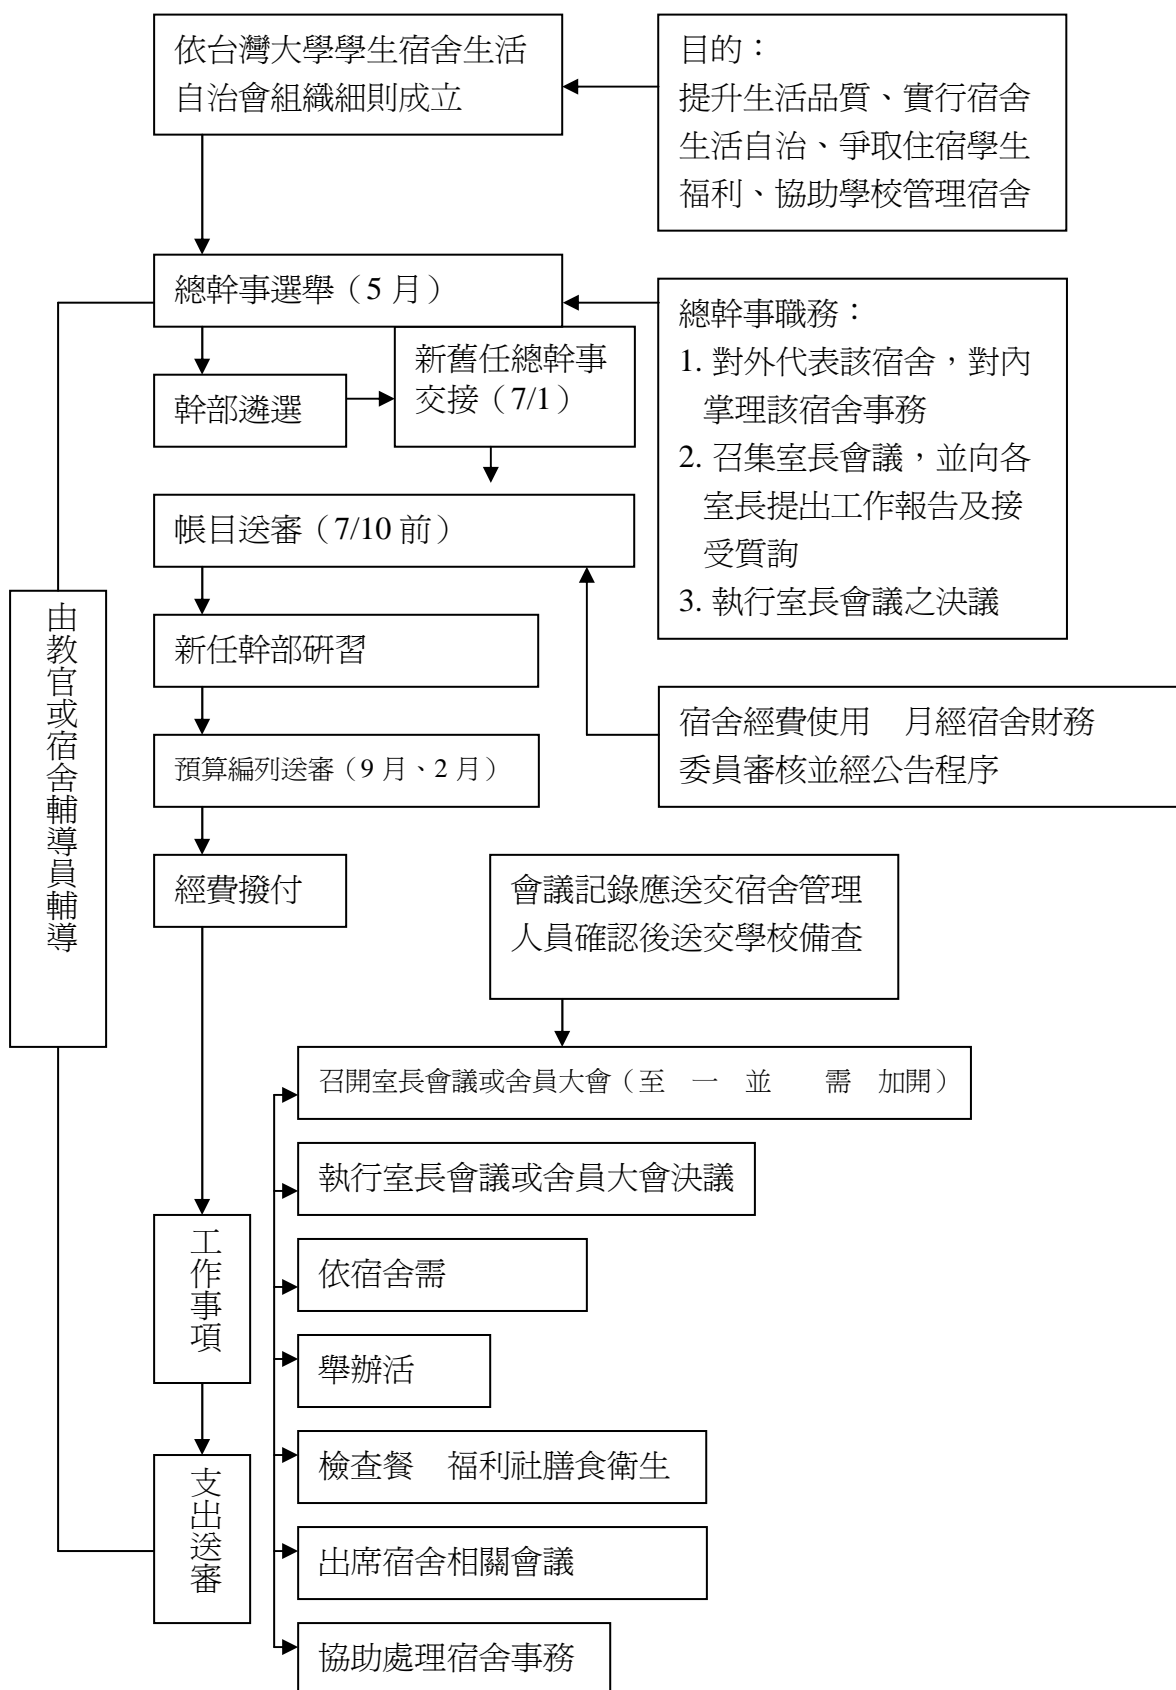 依台灣大學學生宿舍生活
自治會組織細則成立
目的：
提升生活品質、實行宿舍
生活自治、爭取住宿學生
福利、協助學校管理宿舍
總幹事選舉（5 月）
總幹事職務：
1. 對外代表該宿舍，對內
掌理該宿舍事務
2. 召集室長會議，並向各
室長提出工作報告及接
受質詢
3. 執行室長會議之決議
幹部遴選
新舊任總幹事
交接（7/1）
帳目送審（7/10 前）
新任幹部研習
宿舍經費使用　月經宿舍財務
委員審核並經公告程序
預算編列送審（9 月、2 月）
由教官或宿舍輔導員輔導
經費撥付
會議記錄應送交宿舍管理
人員確認後送交學校備查
召開室長會議或舍員大會（至　一　並　　需　加開）
執行室長會議或舍員大會決議
工作事項
依宿舍需
舉辦活
檢查餐　福利社膳食衛生
支出送審
出席宿舍相關會議
協助處理宿舍事務